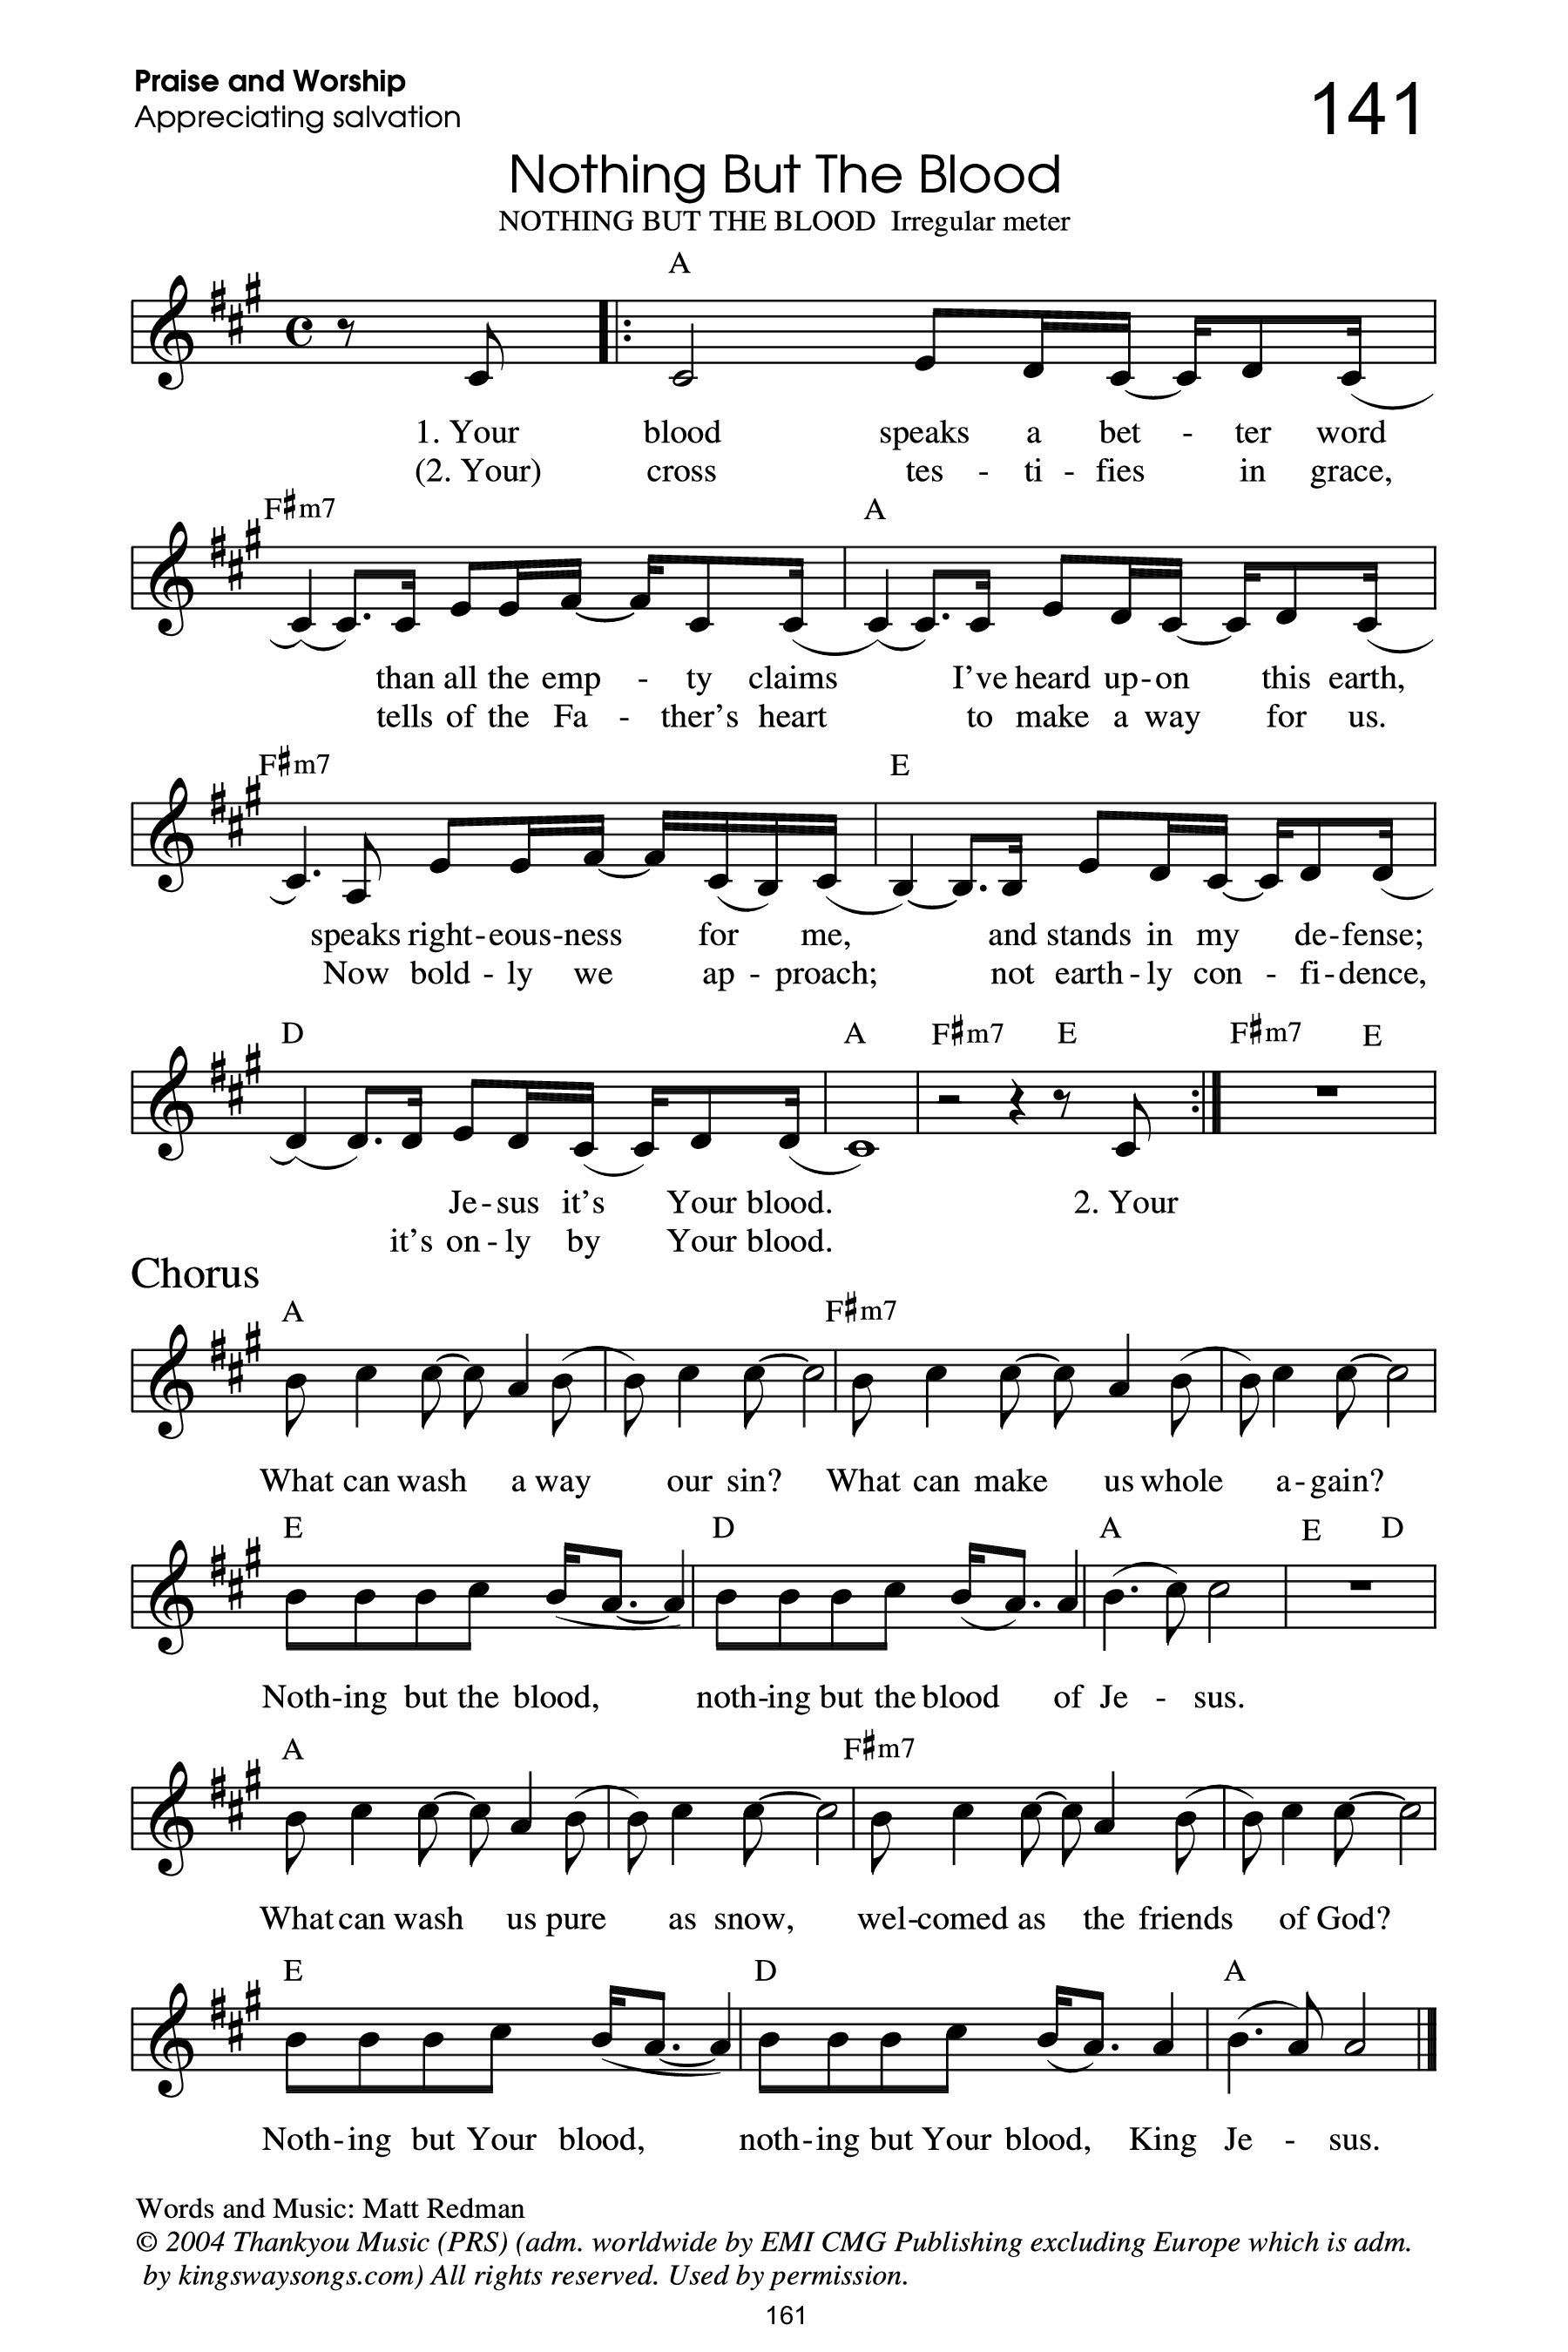 Praise and Worship
Appreciating salvation
141
Nothing But The Blood
NOTHING BUT THE BLOOD Irregular meter
A
1. Your blood speaks a bet - ter word
(2. Your) cross tes - ti - fies in grace,
F♯m7 A
than all the emp - ty claims I've heard up-on this earth,
tells of the Fa - ther's heart to make a way for us.
F♯m7 E
speaks right-eous-ness for me, and stands in my de-fense;
Now bold - ly we ap - proach; not earth-ly con - fi-dence,
D A F♯m7 E F♯m7 E
Je-sus it's Your blood. 2. Your
it's on-ly by Your blood.
Chorus
A F♯m7
What can wash a way our sin? What can make us whole a-gain?
E D A E D
Noth-ing but the blood, noth-ing but the blood of Je - sus.
A F♯m7
What can wash us pure as snow, wel-comed as the friends of God?
E D A
Noth-ing but Your blood, noth-ing but Your blood, King Je - sus.
Words and Music: Matt Redman
© 2004 Thankyou Music (PRS) (adm. worldwide by EMI CMG Publishing excluding Europe which is adm.
by kingswaysongs.com) All rights reserved. Used by permission.
161